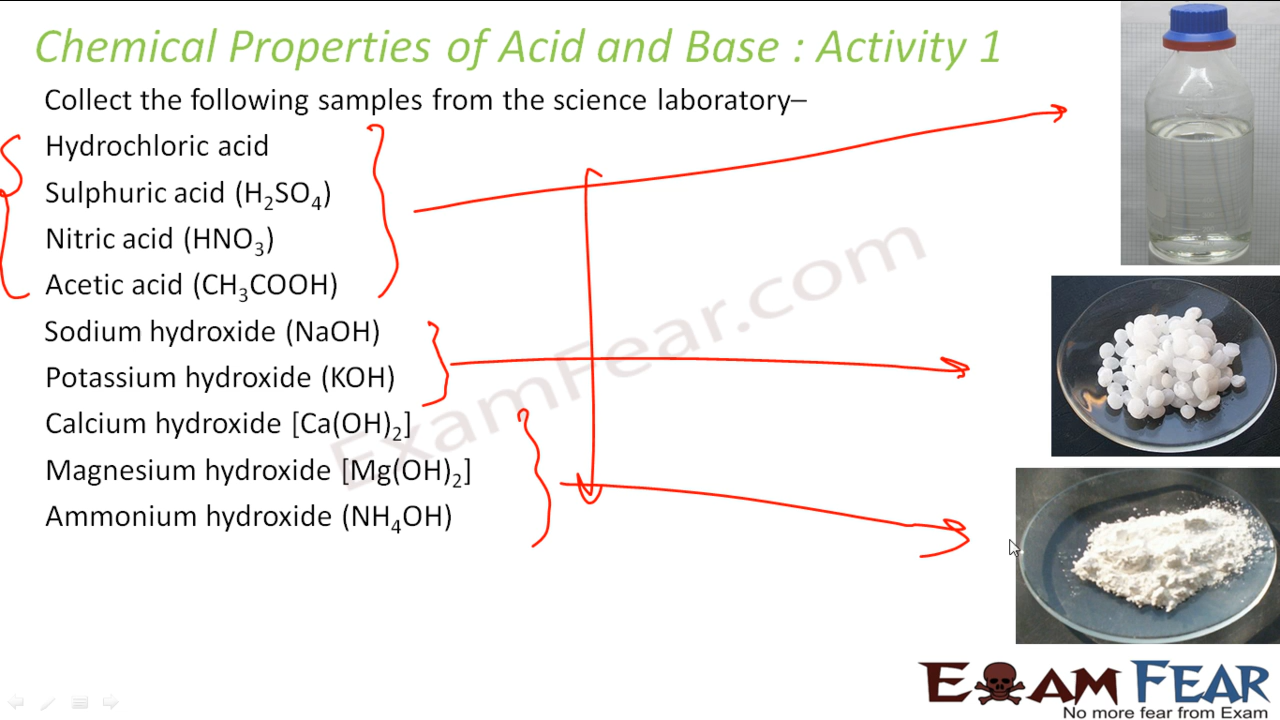 Chemical Properties of Acid and Base : Activity 1
Collect the following samples from the science laboratory–
Hydrochloric acid
Sulphuric acid (H₂SO₄)
Nitric acid (HNO₃)
Acetic acid (CH₃COOH)
Sodium hydroxide (NaOH)
Potassium hydroxide (KOH)
Calcium hydroxide [Ca(OH)₂]
Magnesium hydroxide [Mg(OH)₂]
Ammonium hydroxide (NH₄OH)
ExamFear.com
EXAM FEAR
No more fear from Exam